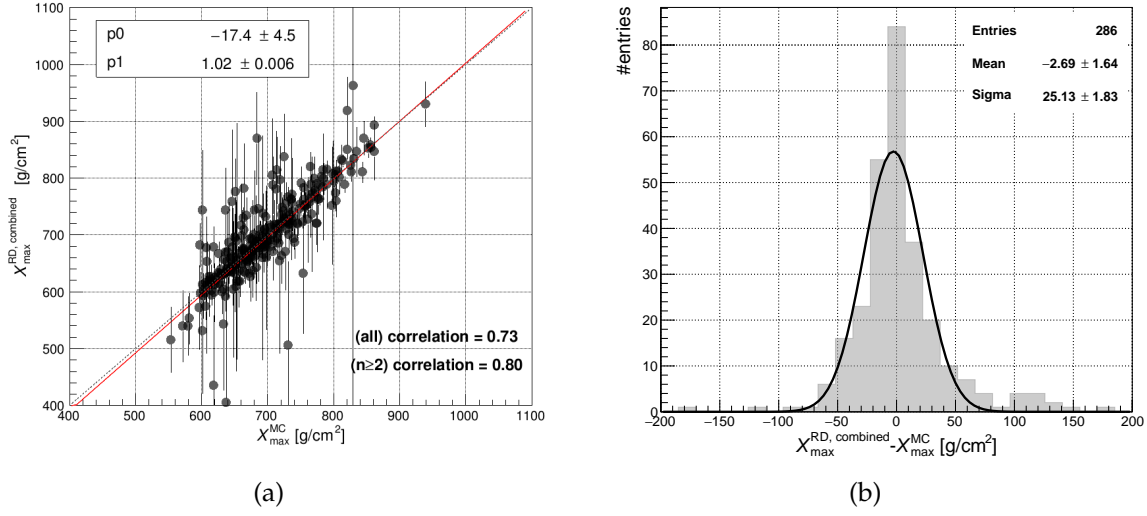 p0 −17.4 ± 4.5
p1 1.02 ± 0.006
1100
1000
900
800
700
600
500
400
X_max^RD, combined [g/cm²]
(all) correlation = 0.73
(n≥2) correlation = 0.80
400 500 600 700 800 900 1000 1100
X_max^MC [g/cm²]
(a)
#entries
80
70
60
50
40
30
20
10
0
Entries 286
Mean −2.69 ± 1.64
Sigma 25.13 ± 1.83
−200 −150 −100 −50 0 50 100 150 200
X_max^RD, combined-X_max^MC [g/cm²]
(b)